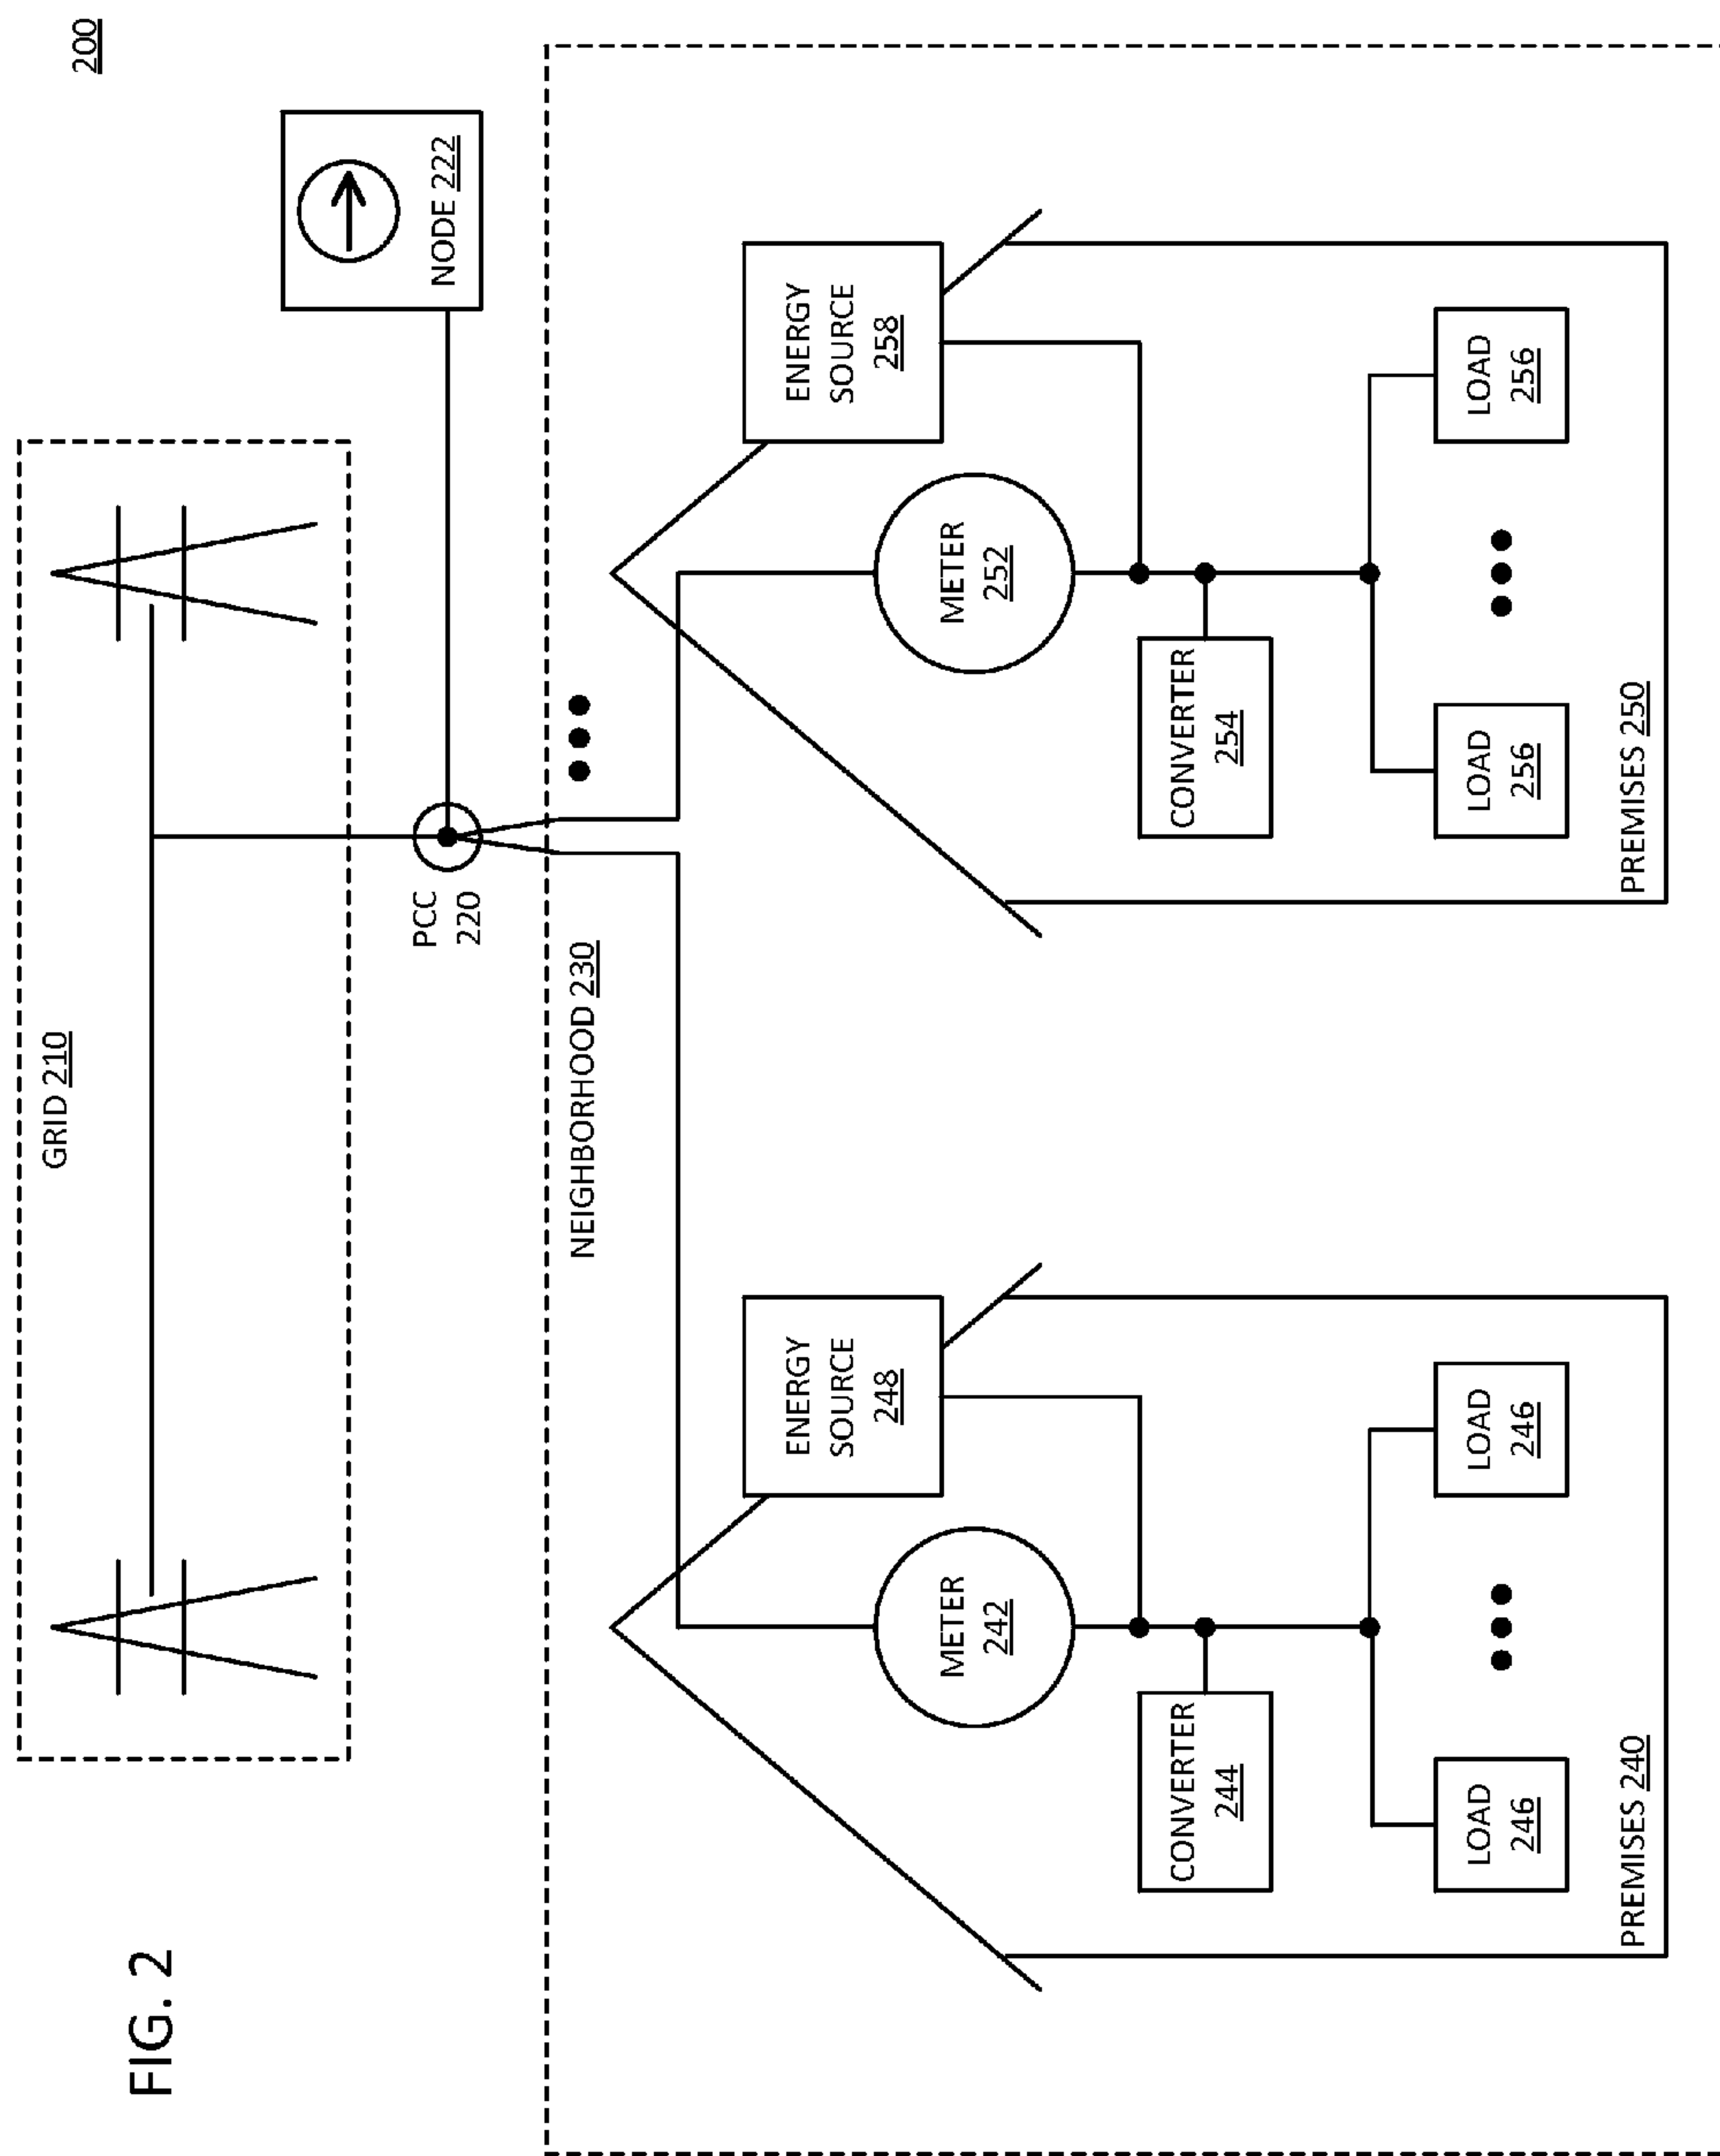 200
GRID 210
NODE 222
PCC
220
NEIGHBORHOOD 230
ENERGY
SOURCE
248
METER
242
CONVERTER
244
LOAD
246
LOAD
246
PREMISES 240
ENERGY
SOURCE
258
METER
252
CONVERTER
254
LOAD
256
LOAD
256
PREMISES 250
FIG. 2